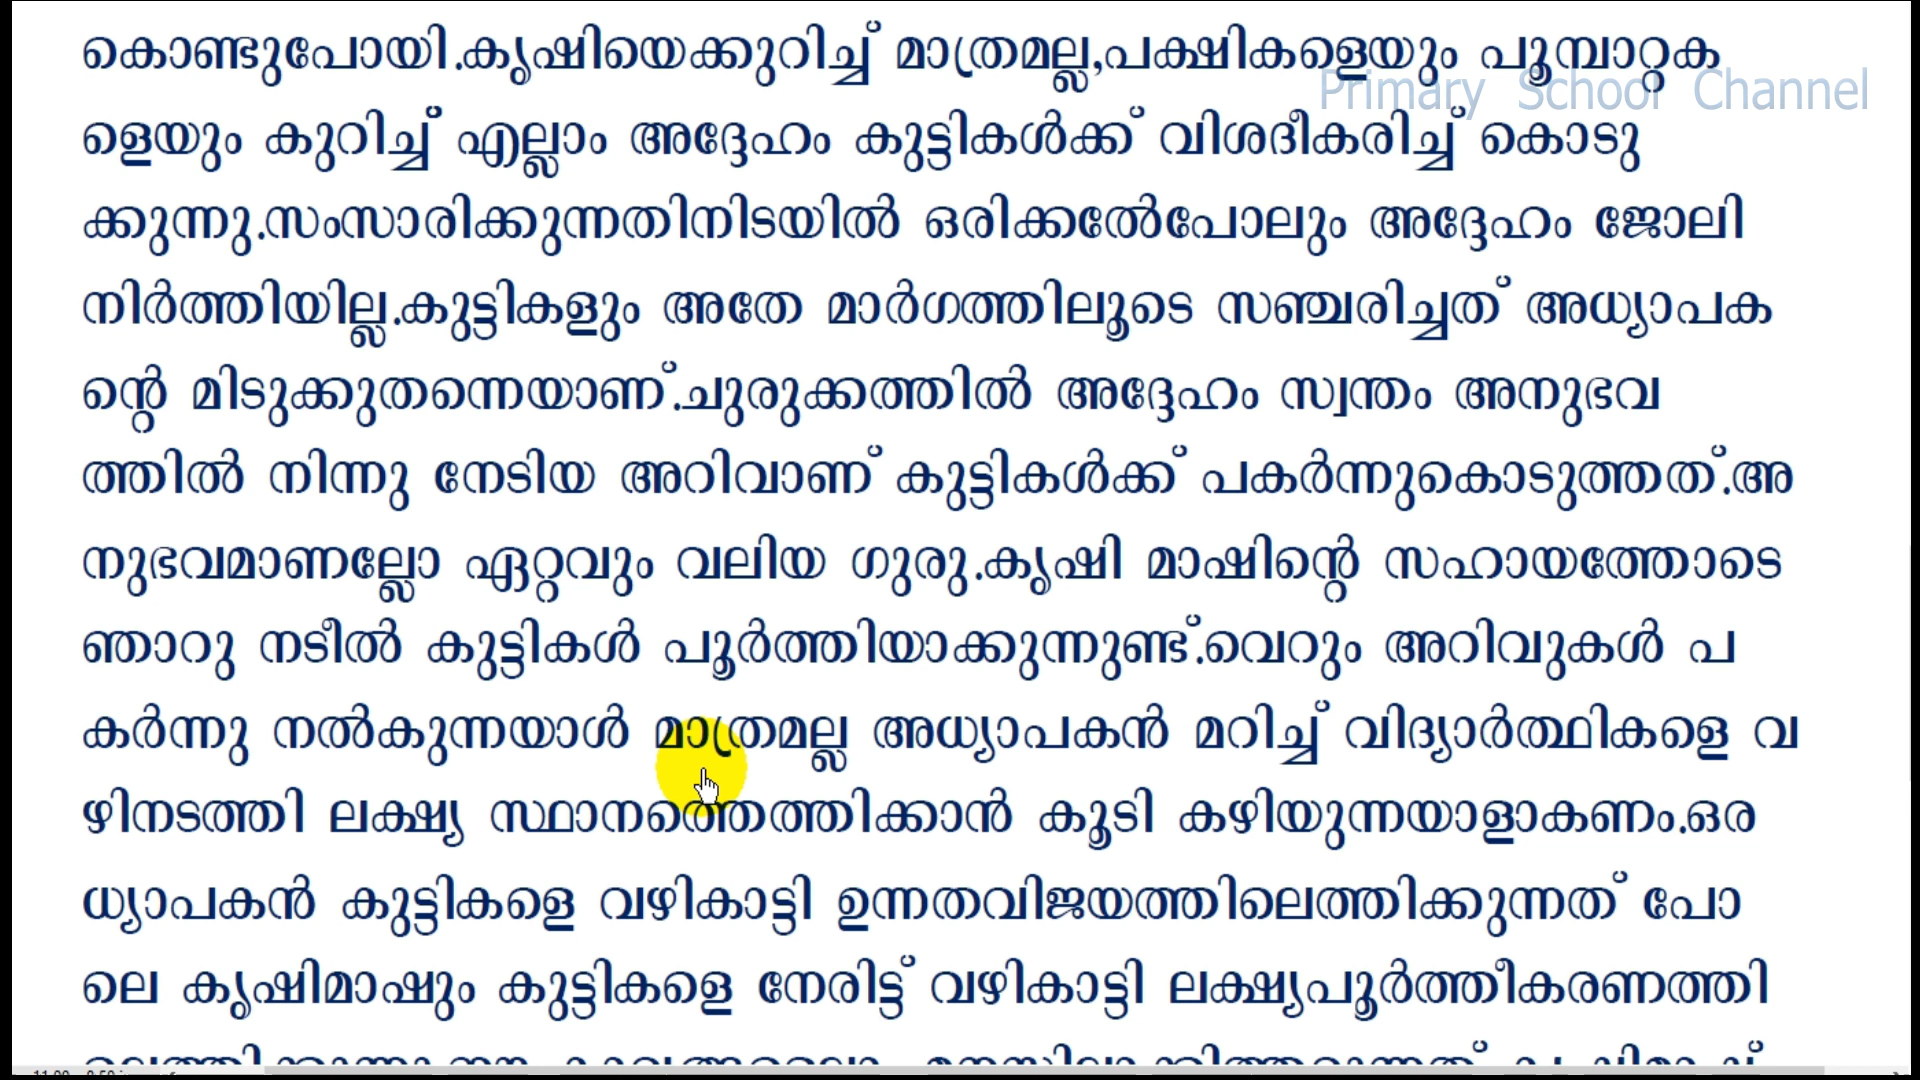 കൊണ്ടുപോയി.കൃഷിയെക്കുറിച്ച് മാത്രമല്ല,പക്ഷികളെയും പൂമ്പാറ്റക
Primary School Channel
ളെയും കുറിച്ച് എല്ലാം അദ്ദേഹം കുട്ടികൾക്ക് വിശദീകരിച്ച് കൊടു
ക്കുന്നു.സംസാരിക്കുന്നതിനിടയിൽ ഒരിക്കല്‍േപോലും അദ്ദേഹം ജോലി
നിർത്തിയില്ല.കുട്ടികളും അതേ മാർഗത്തിലൂടെ സഞ്ചരിച്ചത് അധ്യാപക
ന്റെ മിടുക്കുതന്നെയാണ്.ചുരുക്കത്തിൽ അദ്ദേഹം സ്വന്തം അനുഭവ
ത്തിൽ നിന്നു നേടിയ അറിവാണ് കുട്ടികൾക്ക് പകർന്നുകൊടുത്തത്.അ
നുഭവമാണല്ലോ ഏറ്റവും വലിയ ഗുരു.കൃഷി മാഷിന്റെ സഹായത്തോടെ
ഞാറു നടീൽ കുട്ടികൾ പൂർത്തിയാക്കുന്നുണ്ട്.വെറും അറിവുകൾ പ
കർന്നു നൽകുന്നയാൾ മാത്രമല്ല അധ്യാപകൻ മറിച്ച് വിദ്യാർത്ഥികളെ വ
ഴിനടത്തി ലക്ഷ്യ സ്ഥാനത്തെത്തിക്കാൻ കൂടി കഴിയുന്നയാളാകണം.ഒര
ധ്യാപകൻ കുട്ടികളെ വഴികാട്ടി ഉന്നതവിജയത്തിലെത്തിക്കുന്നത് പോ
ലെ കൃഷിമാഷും കുട്ടികളെ നേരിട്ട് വഴികാട്ടി ലക്ഷ്യപൂർത്തീകരണത്തി